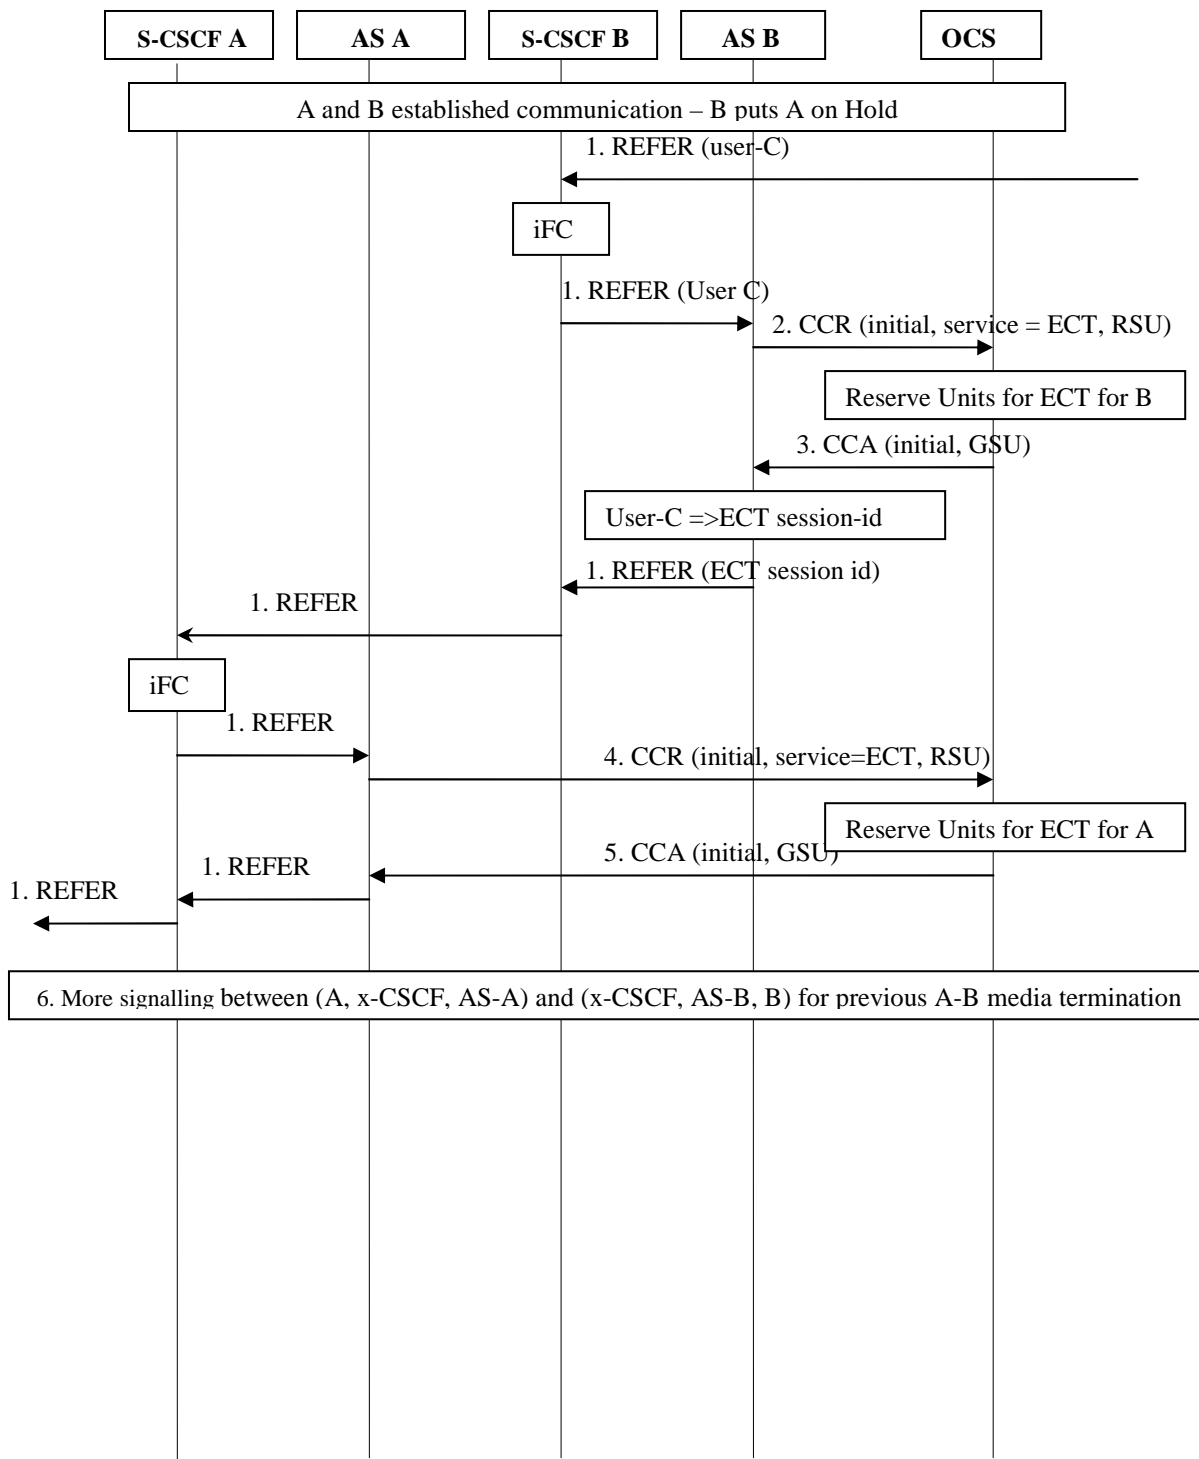 S-CSCF A
AS A
S-CSCF B
AS B
OCS
A and B established communication – B puts A on Hold
1. REFER (user-C)
iFC
1. REFER (User C)
2. CCR (initial, service = ECT, RSU)
Reserve Units for ECT for B
3. CCA (initial, GSU)
User-C =>ECT session-id
1. REFER (ECT session id)
1. REFER
iFC
1. REFER
4. CCR (initial, service=ECT, RSU)
Reserve Units for ECT for A
5. CCA (initial, GSU)
1. REFER
1. REFER
6. More signalling between (A, x-CSCF, AS-A) and (x-CSCF, AS-B, B) for previous A-B media termination